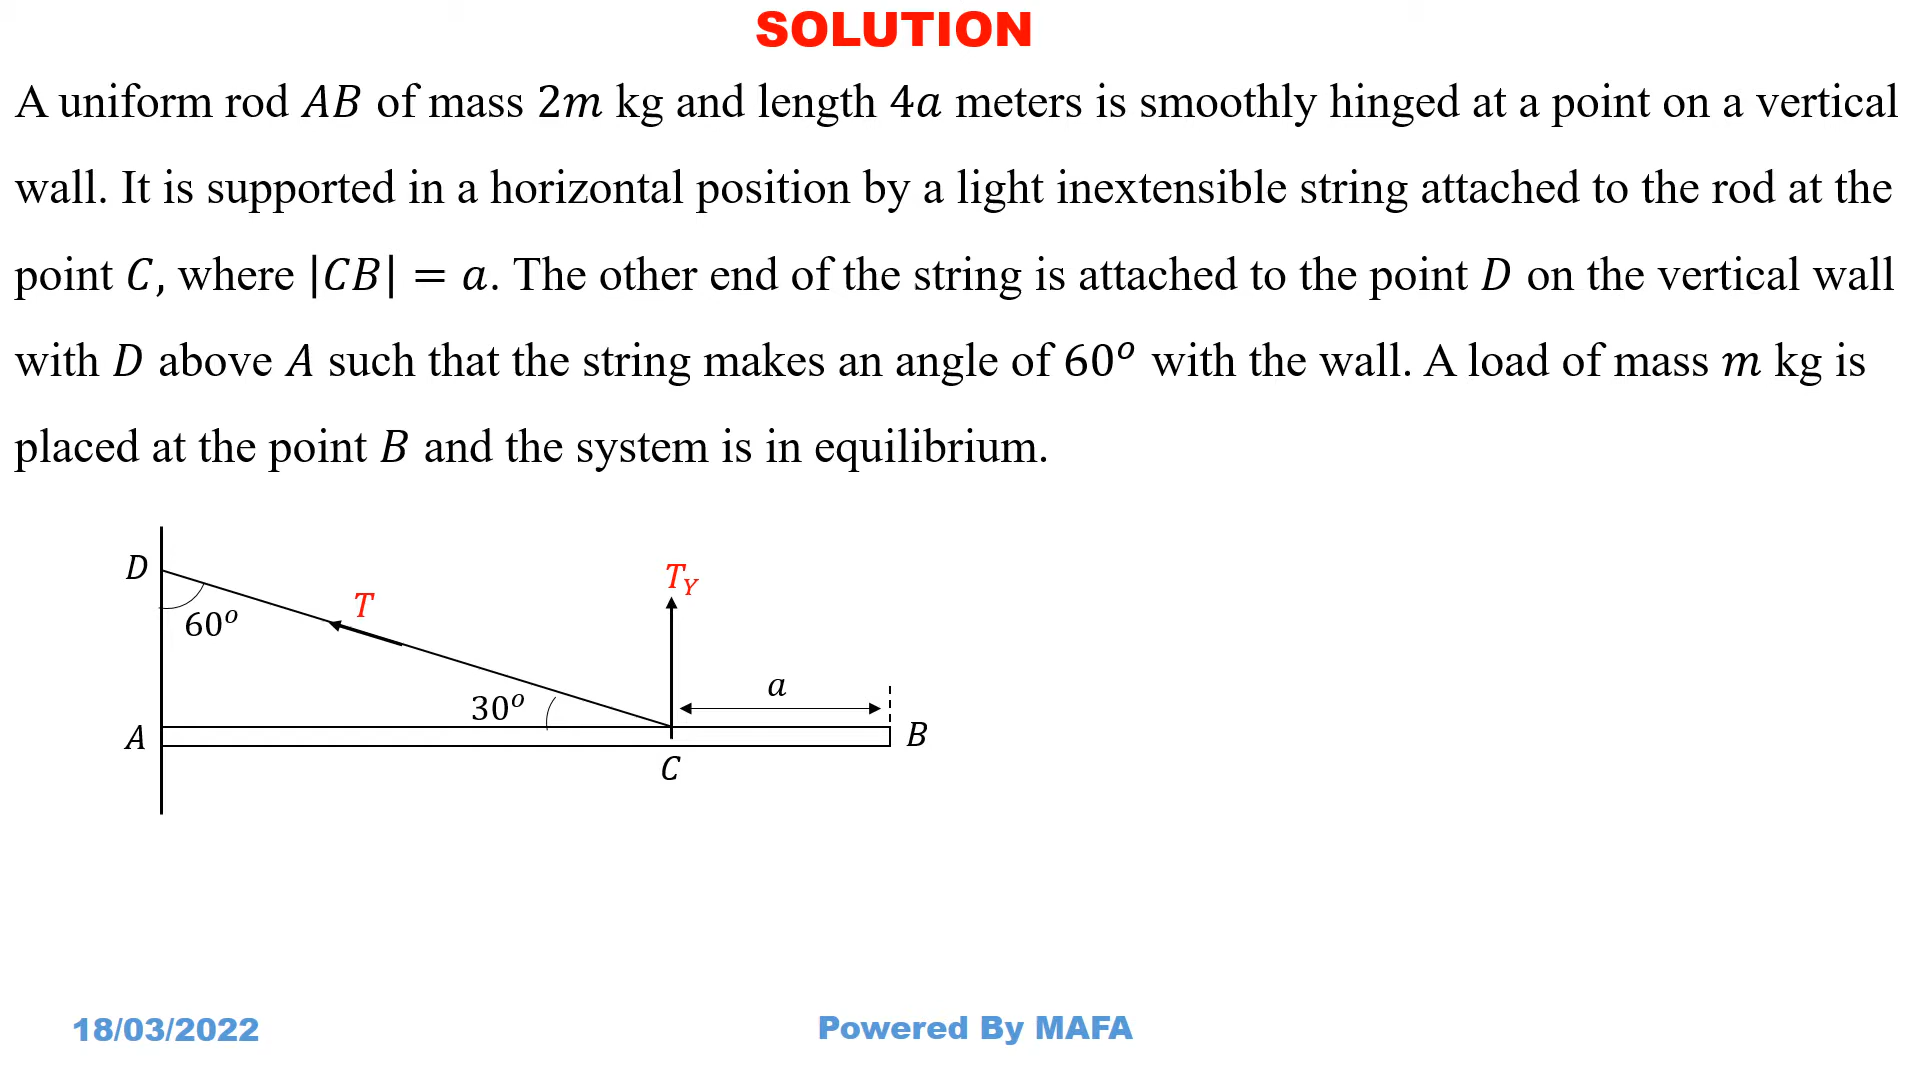 SOLUTION
A uniform rod AB of mass 2m kg and length 4a meters is smoothly hinged at a point on a vertical
wall. It is supported in a horizontal position by a light inextensible string attached to the rod at the
point C, where |CB| = a. The other end of the string is attached to the point D on the vertical wall
with D above A such that the string makes an angle of 60° with the wall. A load of mass m kg is
placed at the point B and the system is in equilibrium.
D
T
T_Y
60°
a
30°
A
B
C
18/03/2022
Powered By MAFA